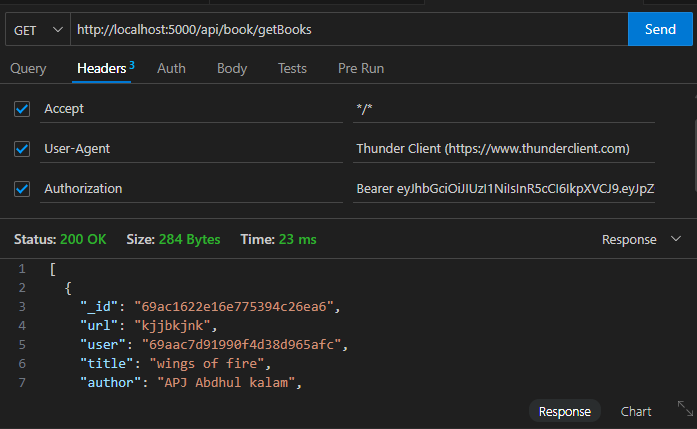 GET http://localhost:5000/api/book/getBooks Send
Query Headers 3 Auth Body Tests Pre Run
Accept */*
User-Agent Thunder Client (https://www.thunderclient.com)
Authorization Bearer eyJhbGciOiJIUzI1NiIsInR5cCI6IkpXVCJ9.eyJpZ
Status: 200 OK Size: 284 Bytes Time: 23 ms Response
1 [
2 {
3 "_id": "69ac1622e16e775394c26ea6",
4 "url": "kjjbkjnk",
5 "user": "69aac7d91990f4d38d965afc",
6 "title": "wings of fire",
7 "author": "APJ Abdhul kalam",
Response Chart